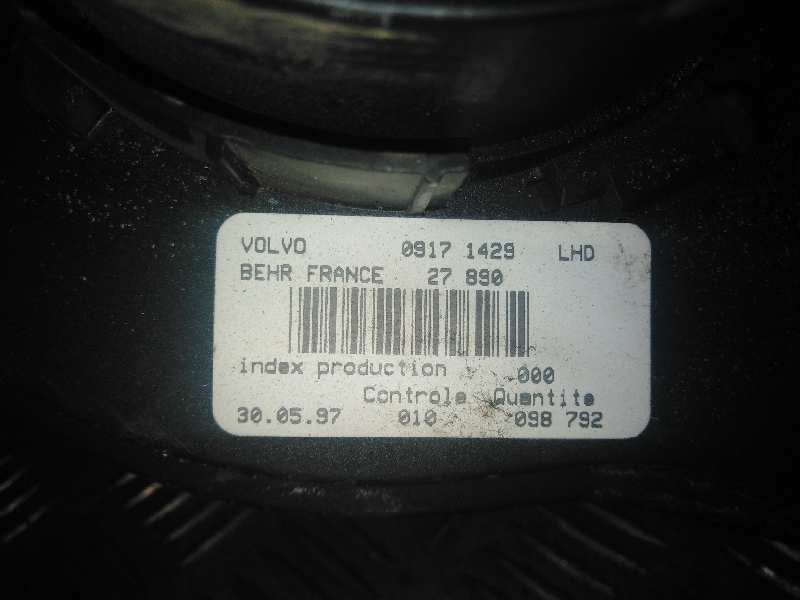 VOLVO 0917 1429 LHD
BEHR FRANCE 27 890
index production 000
Controle Quantite
30.05.97 010 098 792